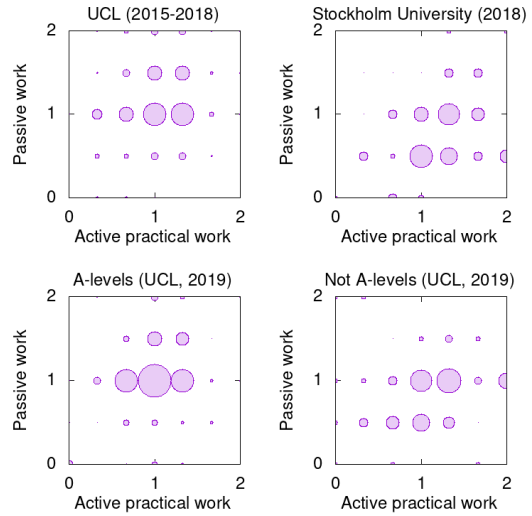 UCL (2015-2018)
2
1
0
Passive work
0 1 2
Active practical work
Stockholm University (2018)
2
1
0
Passive work
0 1 2
Active practical work
A-levels (UCL, 2019)
2
1
0
Passive work
0 1 2
Active practical work
Not A-levels (UCL, 2019)
2
1
0
Passive work
0 1 2
Active practical work